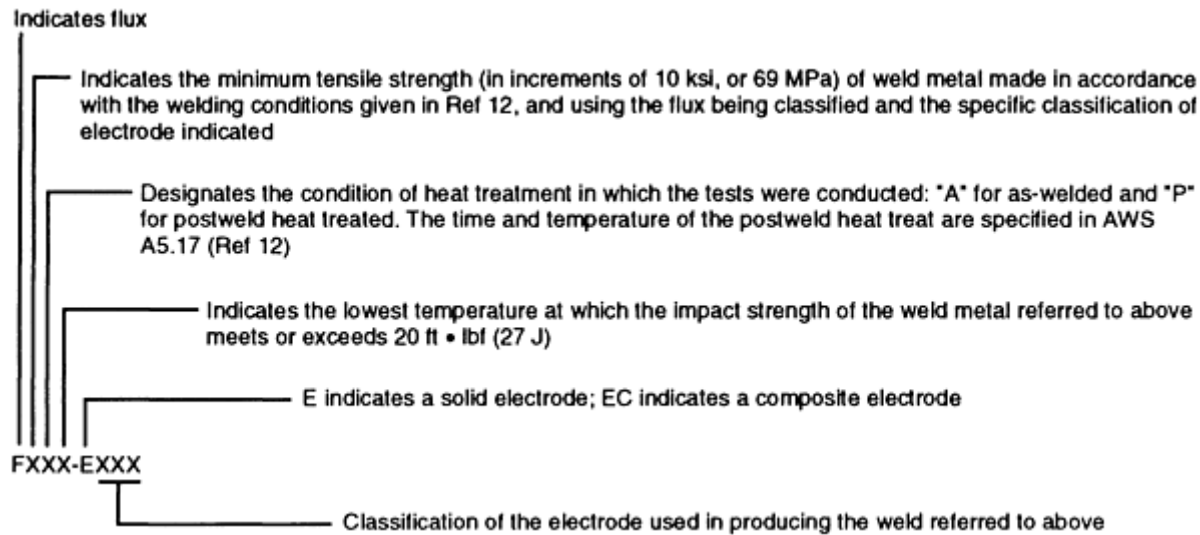 Indicates flux
Indicates the minimum tensile strength (in increments of 10 ksi, or 69 MPa) of weld metal made in accordance
with the welding conditions given in Ref 12, and using the flux being classified and the specific classification of
electrode indicated
Designates the condition of heat treatment in which the tests were conducted: "A" for as-welded and "P"
for postweld heat treated. The time and temperature of the postweld heat treat are specified in AWS
A5.17 (Ref 12)
Indicates the lowest temperature at which the impact strength of the weld metal referred to above
meets or exceeds 20 ft • lbf (27 J)
E indicates a solid electrode; EC indicates a composite electrode
FXXX-EXXX
Classification of the electrode used in producing the weld referred to above